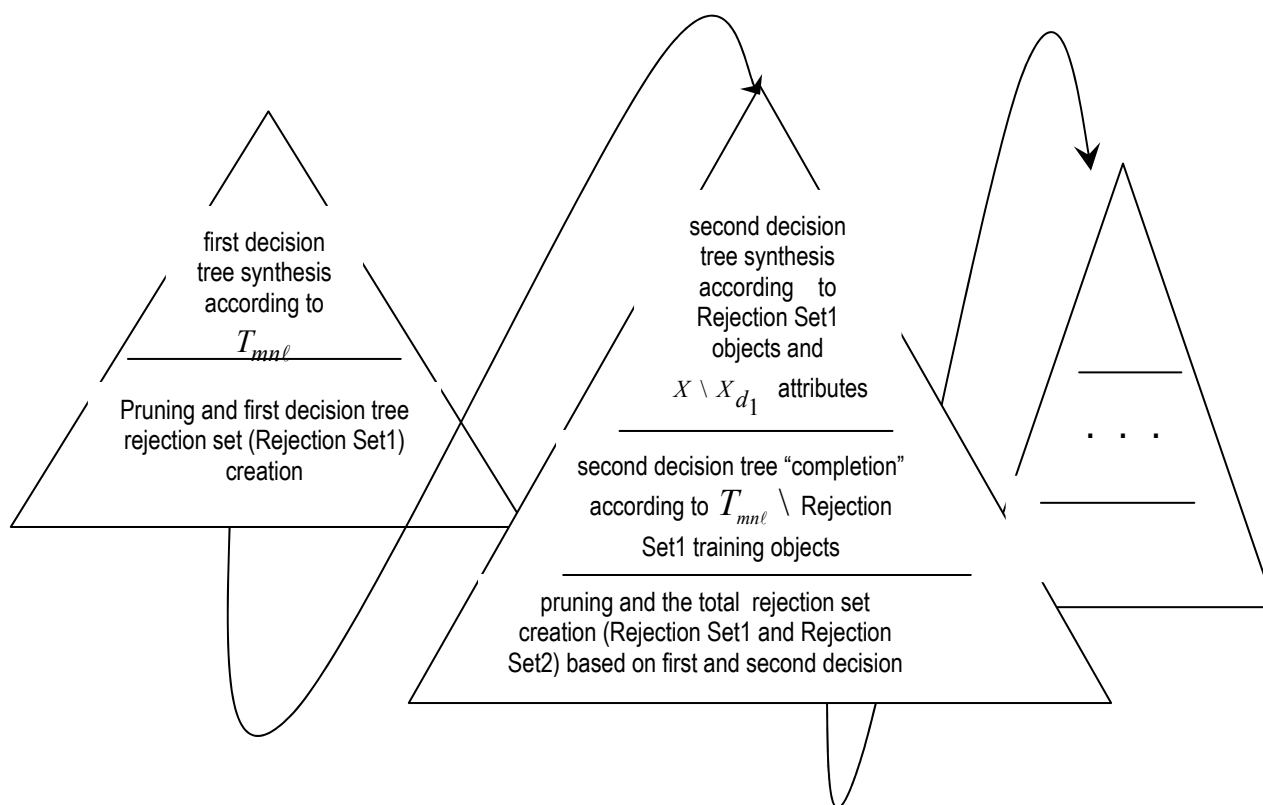 first decision
tree synthesis
according to
T_{mnℓ}
Pruning and first decision tree
rejection set (Rejection Set1)
creation
second decision
tree synthesis
according to
Rejection Set1
objects and
X \ X_{d_1} attributes
second decision tree “completion”
according to T_{mnℓ} \ Rejection
Set1 training objects
pruning and the total rejection set
creation (Rejection Set1 and Rejection
Set2) based on first and second decision
. . .